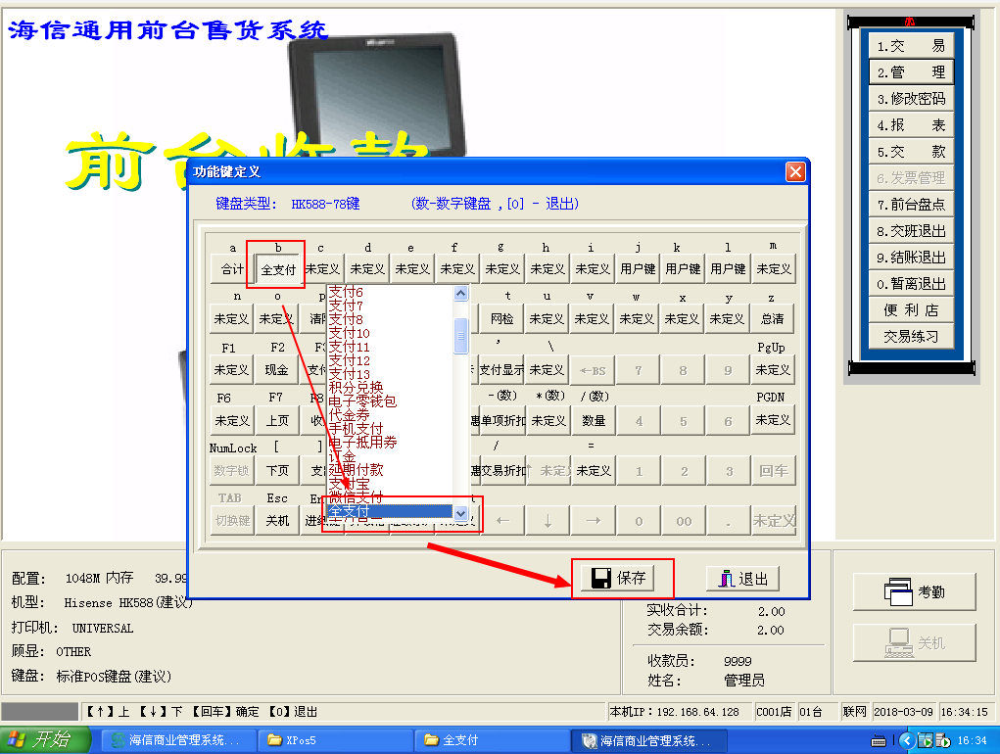 海信通用前台售货系统
前台收款
1.交 易
2.管 理
3.修改密码
4.报 表
5.交 款
6.发票管理
7.前台盘点
8.交班退出
9.结账退出
0.暂离退出
便 利 店
交易练习
功能键定义
键盘类型: HK588-78键 (数-数字键盘 ,[0] - 退出)
a b c d e f g h i j k l m
合计 全支付 未定义 未定义 未定义 未定义 未定义 未定义 未定义 用户键 用户键 用户键 未定义
n o p t u v w x y z
未定义 未定义 清 网检 未定义 未定义 未定义 未定义 未定义 总清
F1 F2 F3 , \ PgUp
未定义 现金 支付 支付显示 未定义 ←BS 7 8 9 未定义
F6 F7 F8 -(数) *(数) /(数) PGDN
未定义 上页 收 单项折扣 未定义 数量 4 5 6 未定义
NumLock [ ] / =
数字锁 下页 支 交易折扣 未定 未定义 1 2 3 回车
TAB Esc En
切换键 关机 进 ← ↓ → 0 00 . 未定义
支付6
支付7
支付8
支付10
支付11
支付12
支付13
积分兑换
电子零钱包
代金券
手机支付
电子抵用券
订金
延期付款
支付宝
微信支付
全支付
保存 退出
配置: 1048M 内存 39.99
机型: Hisense HK588(建议)
打印机: UNIVERSAL
顾显: OTHER
键盘: 标准POS键盘(建议)
实收合计: 2.00
交易余额: 2.00
收款员: 9999
姓名: 管理员
考勤
关机
【↑】上 【↓】下 【回车】确定 【0】退出
本机IP:192.168.64.128 C001店 01台 联网 2018-03-09 16:34:15
开始 海信商业管理系统... XPos5 全支付 海信商业管理系统... 16:34